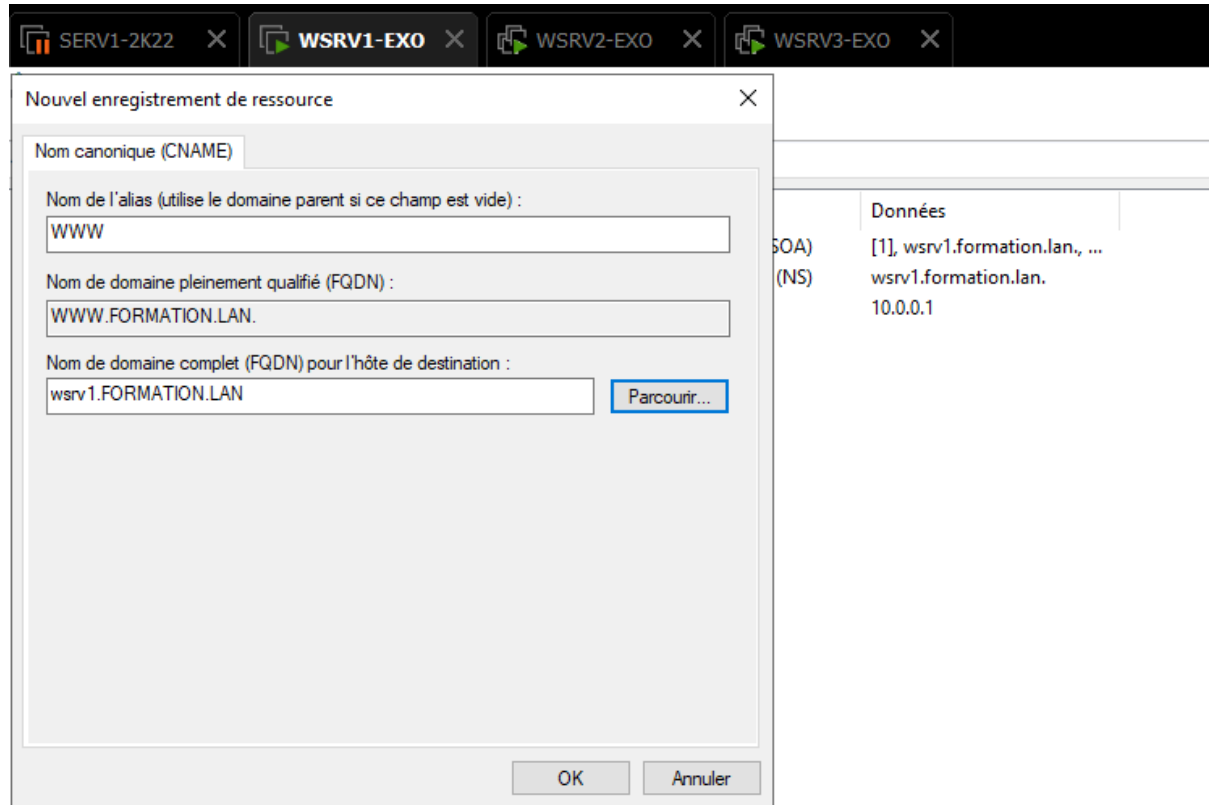 SERV1-2K22 WSRV1-EXO WSRV2-EXO WSRV3-EXO
Nouvel enregistrement de ressource
Nom canonique (CNAME)
Nom de l'alias (utilise le domaine parent si ce champ est vide) :
WWW
Nom de domaine pleinement qualifié (FQDN) :
WWW.FORMATION.LAN.
Nom de domaine complet (FQDN) pour l'hôte de destination :
wsrv1.FORMATION.LAN Parcourir...
OK Annuler
Données
SOA) [1], wsrv1.formation.lan., ...
(NS) wsrv1.formation.lan.
10.0.0.1